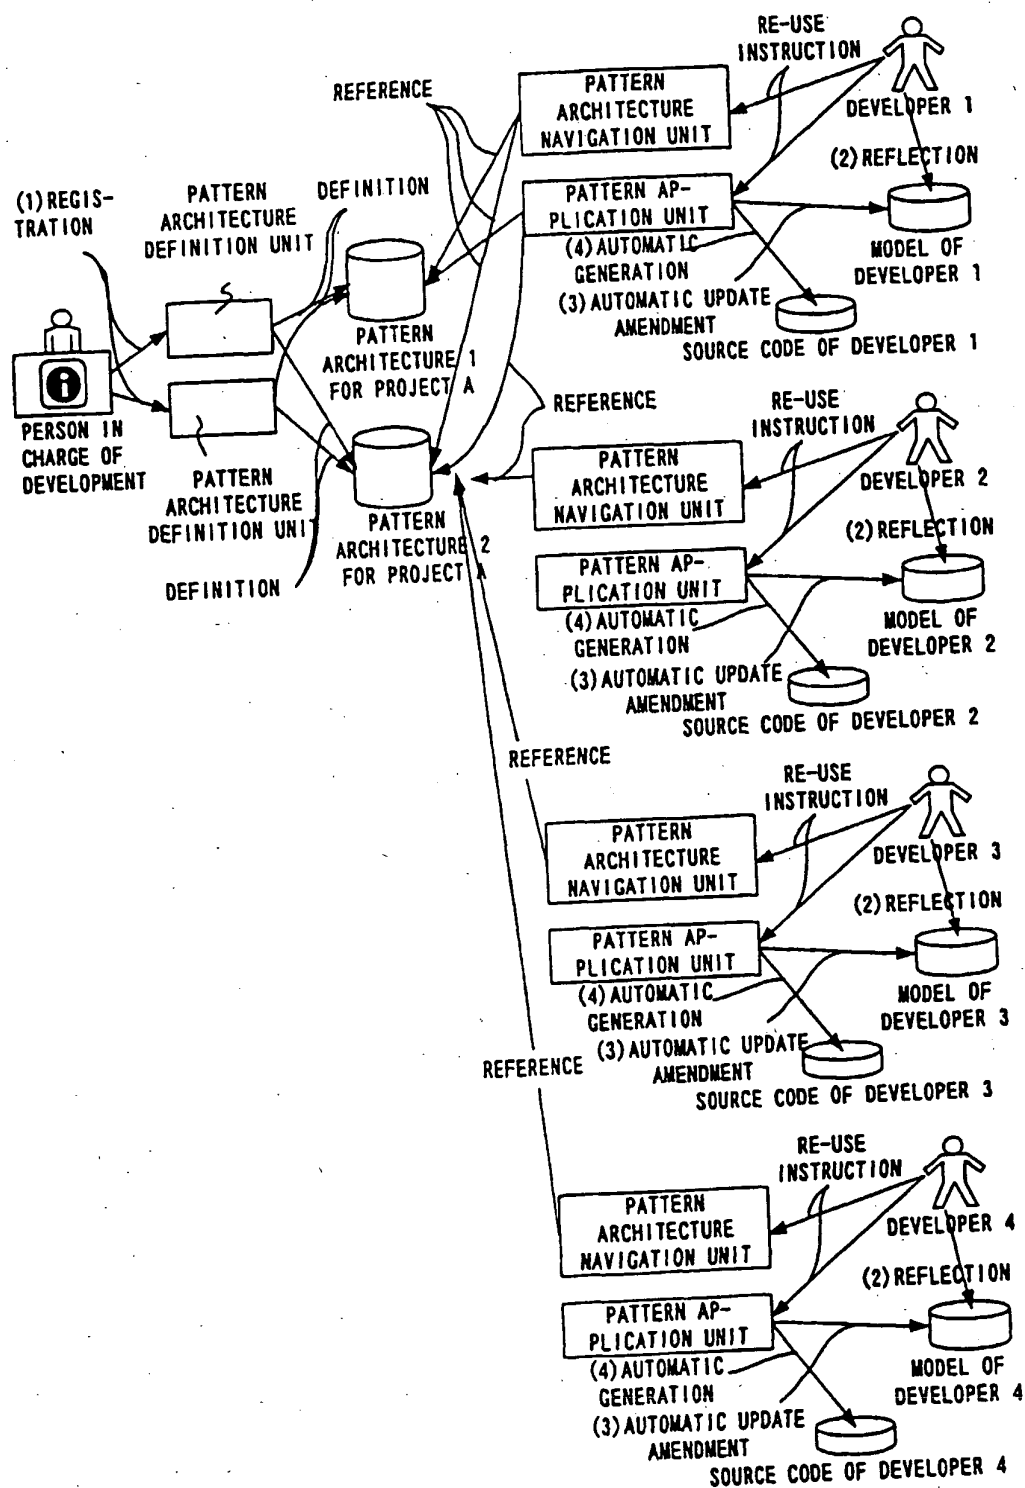 RE-USE
INSTRUCTION
REFERENCE
PATTERN
ARCHITECTURE
NAVIGATION UNIT
DEVELOPER 1
(2) REFLECTION
(1) REGIS-
TRATION
PATTERN
ARCHITECTURE
DEFINITION UNIT
DEFINITION
PATTERN AP-
PLICATION UNIT
(4) AUTOMATIC
GENERATION
MODEL OF
DEVELOPER 1
(3) AUTOMATIC UPDATE
AMENDMENT
SOURCE CODE OF DEVELOPER 1
PATTERN
ARCHITECTURE 1
FOR PROJECT A
PERSON IN
CHARGE OF
DEVELOPMENT
PATTERN
ARCHITECTURE
DEFINITION UNIT
DEFINITION
PATTERN
ARCHITECTURE 2
FOR PROJECT A
REFERENCE
RE-USE
INSTRUCTION
PATTERN
ARCHITECTURE
NAVIGATION UNIT
DEVELOPER 2
(2) REFLECTION
PATTERN AP-
PLICATION UNIT
(4) AUTOMATIC
GENERATION
MODEL OF
DEVELOPER 2
(3) AUTOMATIC UPDATE
AMENDMENT
SOURCE CODE OF DEVELOPER 2
REFERENCE
RE-USE
INSTRUCTION
PATTERN
ARCHITECTURE
NAVIGATION UNIT
DEVELOPER 3
(2) REFLECTION
PATTERN AP-
PLICATION UNIT
(4) AUTOMATIC
GENERATION
MODEL OF
DEVELOPER 3
(3) AUTOMATIC UPDATE
AMENDMENT
SOURCE CODE OF DEVELOPER 3
REFERENCE
RE-USE
INSTRUCTION
PATTERN
ARCHITECTURE
NAVIGATION UNIT
DEVELOPER 4
(2) REFLECTION
PATTERN AP-
PLICATION UNIT
(4) AUTOMATIC
GENERATION
MODEL OF
DEVELOPER 4
(3) AUTOMATIC UPDATE
AMENDMENT
SOURCE CODE OF DEVELOPER 4